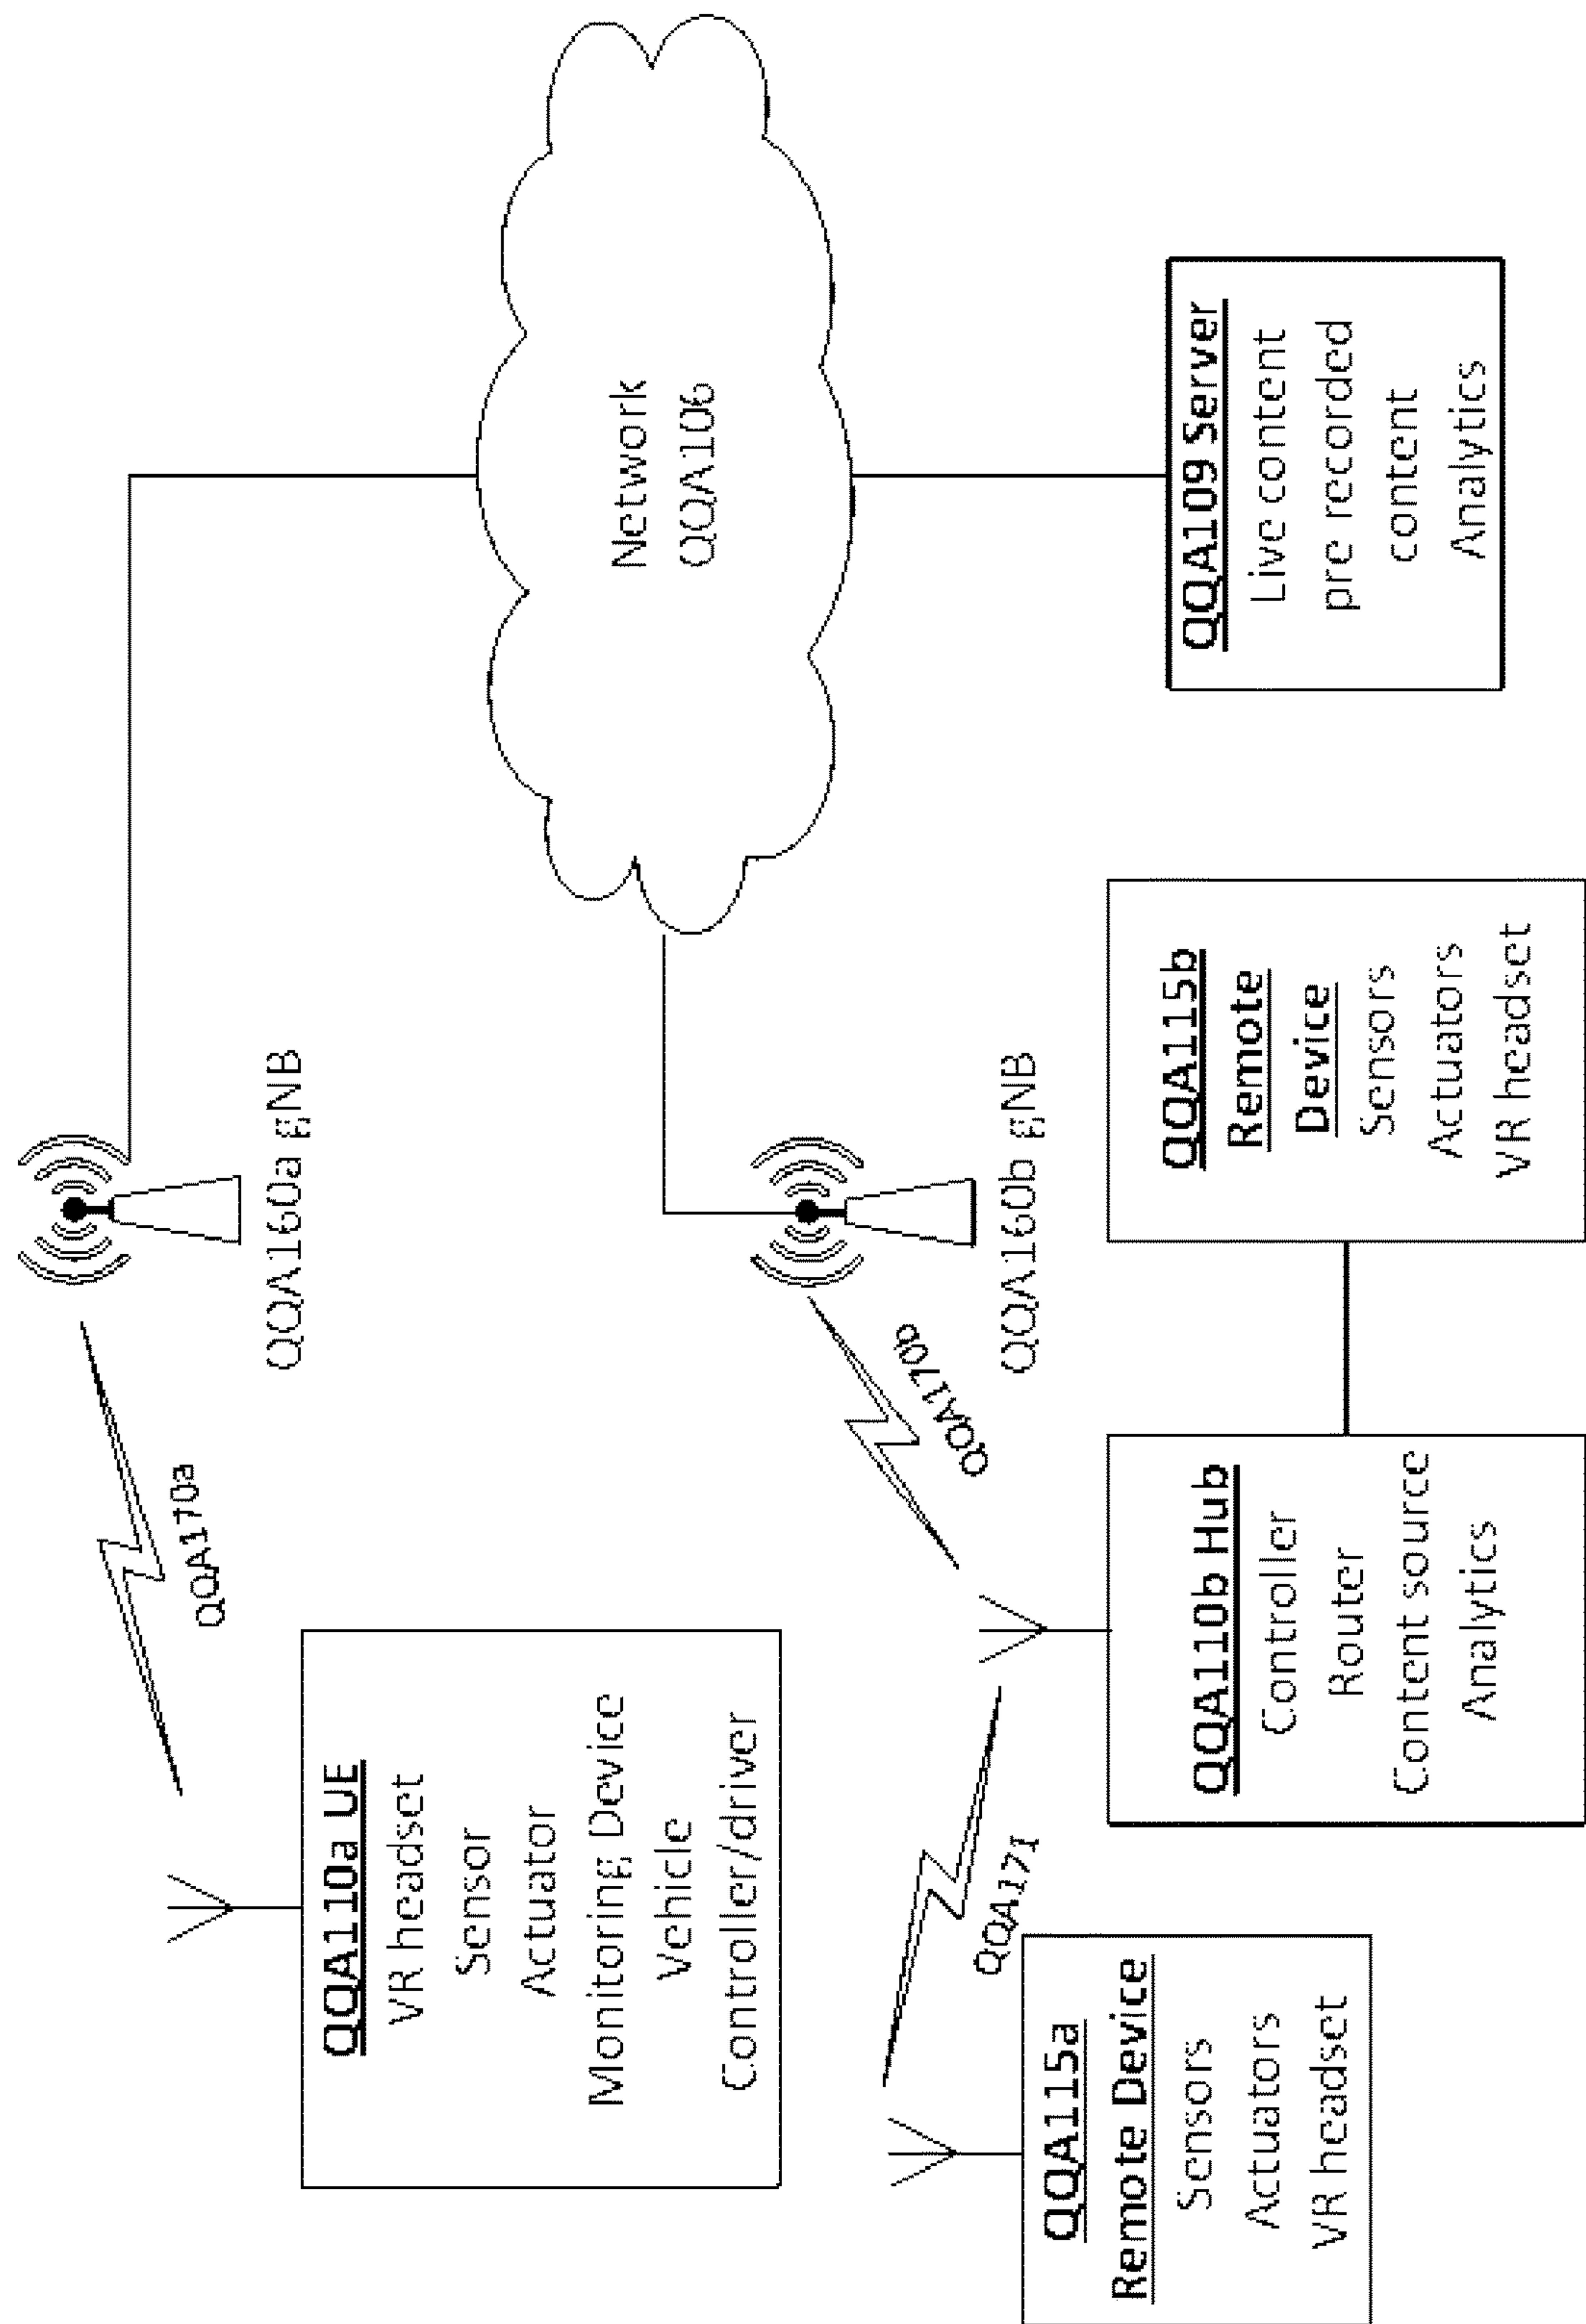 QQA160a gNB
QQA170a
QQA110a UE
VR headset
Sensor
Actuator
Monitoring Device
Vehicle
Controller/driver
Network
QQA106
QQA160b gNB
QQA170b
QQA171
QQA115a
Remote Device
Sensors
Actuators
VR headset
QQA110b Hub
Controller
Router
Content source
Analytics
QQA115b
Remote
Device
Sensors
Actuators
VR headset
QQA109 Server
Live content
pre recorded
content
Analytics